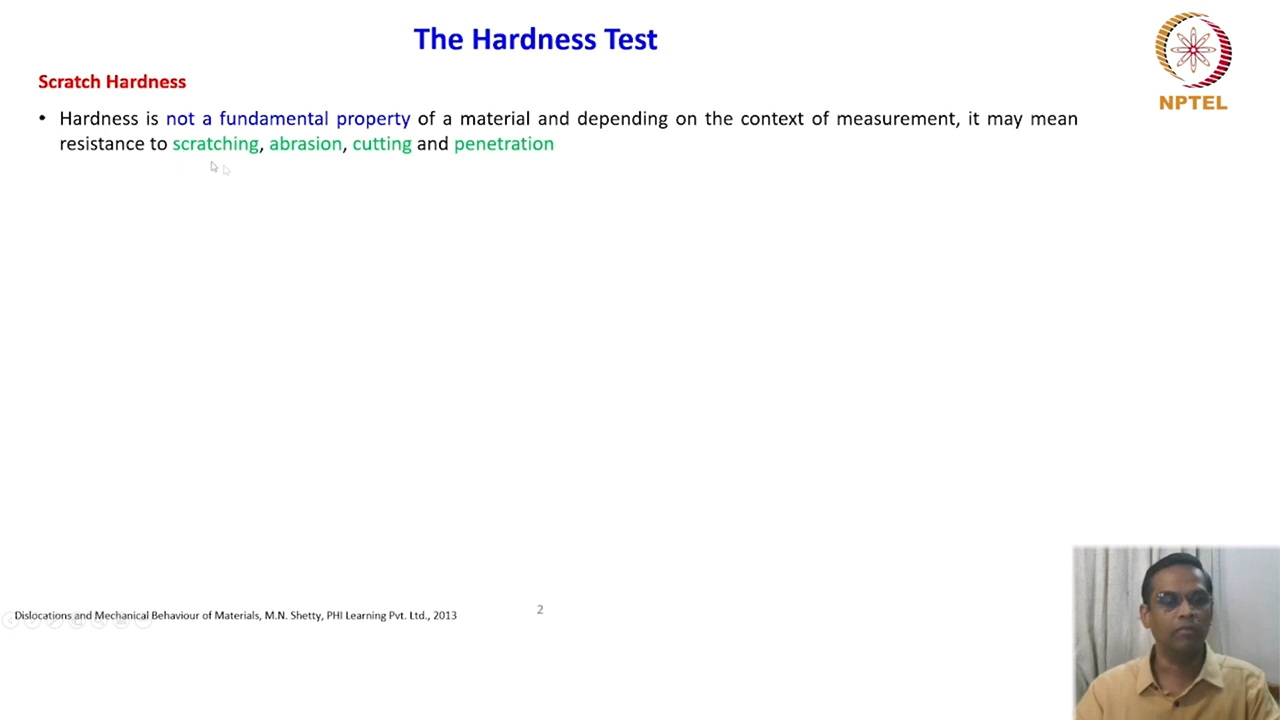 The Hardness Test
NPTEL
Scratch Hardness
• Hardness is not a fundamental property of a material and depending on the context of measurement, it may mean
resistance to scratching, abrasion, cutting and penetration
Dislocations and Mechanical Behaviour of Materials, M.N. Shetty, PHI Learning Pvt. Ltd., 2013
2